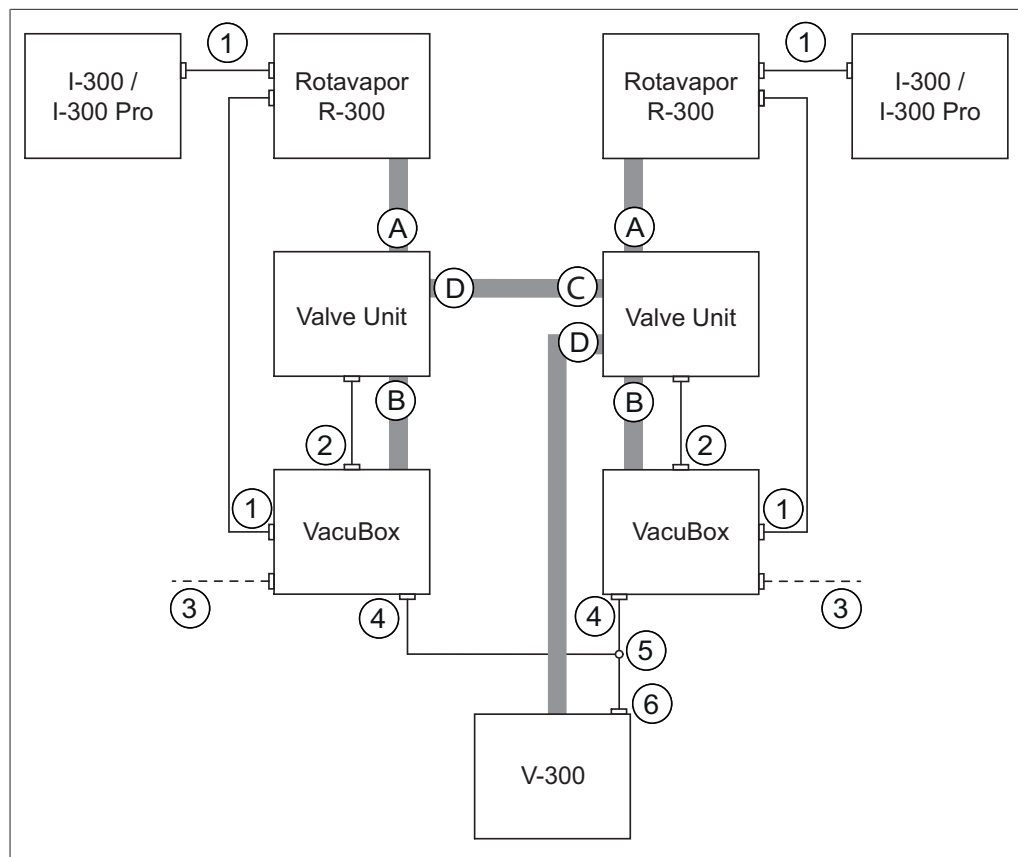 1
1
I-300 /
I-300 Pro
Rotavapor
R-300
Rotavapor
R-300
I-300 /
I-300 Pro
A
A
D
C
Valve Unit
Valve Unit
D
B
B
2
2
1
1
VacuBox
VacuBox
3
4
4
3
5
6
V-300